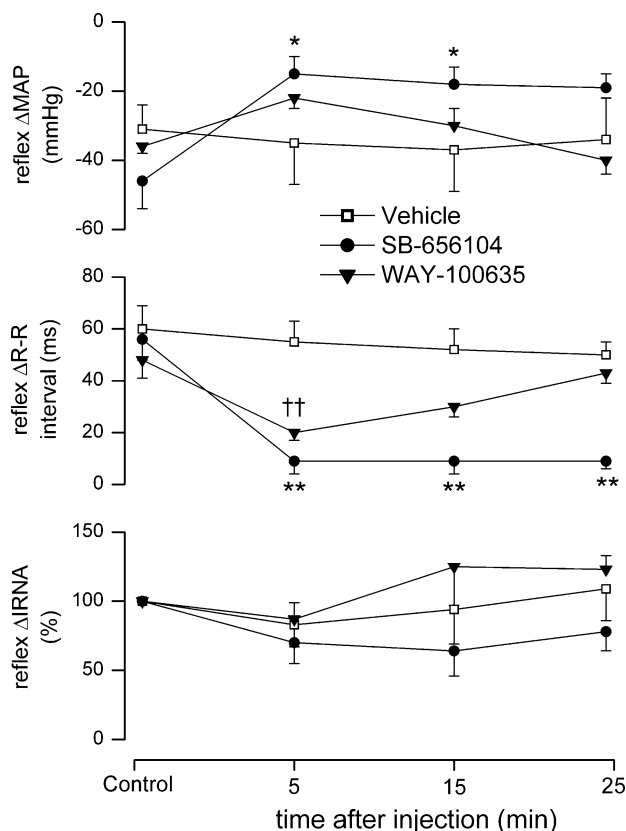 0
-20
-40
-60
reflex ΔMAP
(mmHg)
*
*
Vehicle
SB-656104
WAY-100635
80
60
40
20
0
reflex ΔR-R
interval (ms)
††
**
**
**
150
100
50
0
reflex ΔIRNA
(%)
Control
5
15
25
time after injection (min)